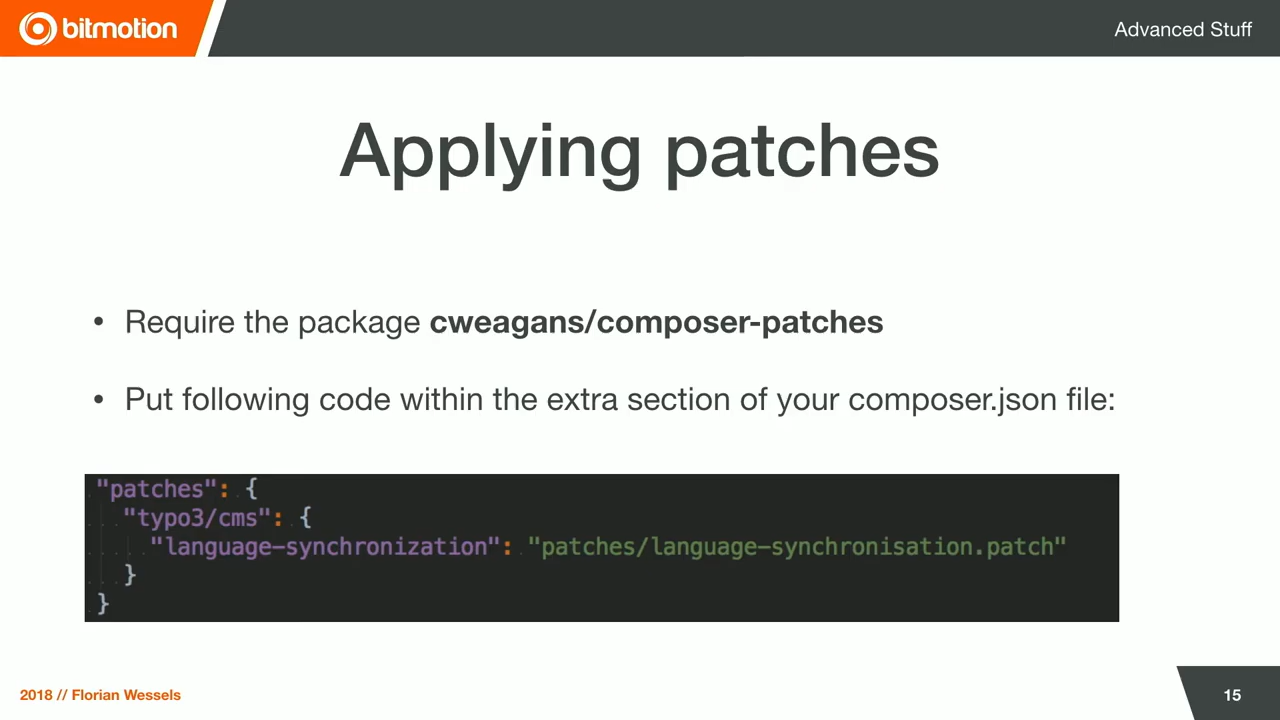 bitmotion
Advanced Stuff
Applying patches
• Require the package cweagans/composer-patches
• Put following code within the extra section of your composer.json file:
"patches": {
"typo3/cms": {
"language-synchronization": "patches/language-synchronisation.patch"
}
}
2018 // Florian Wessels
15